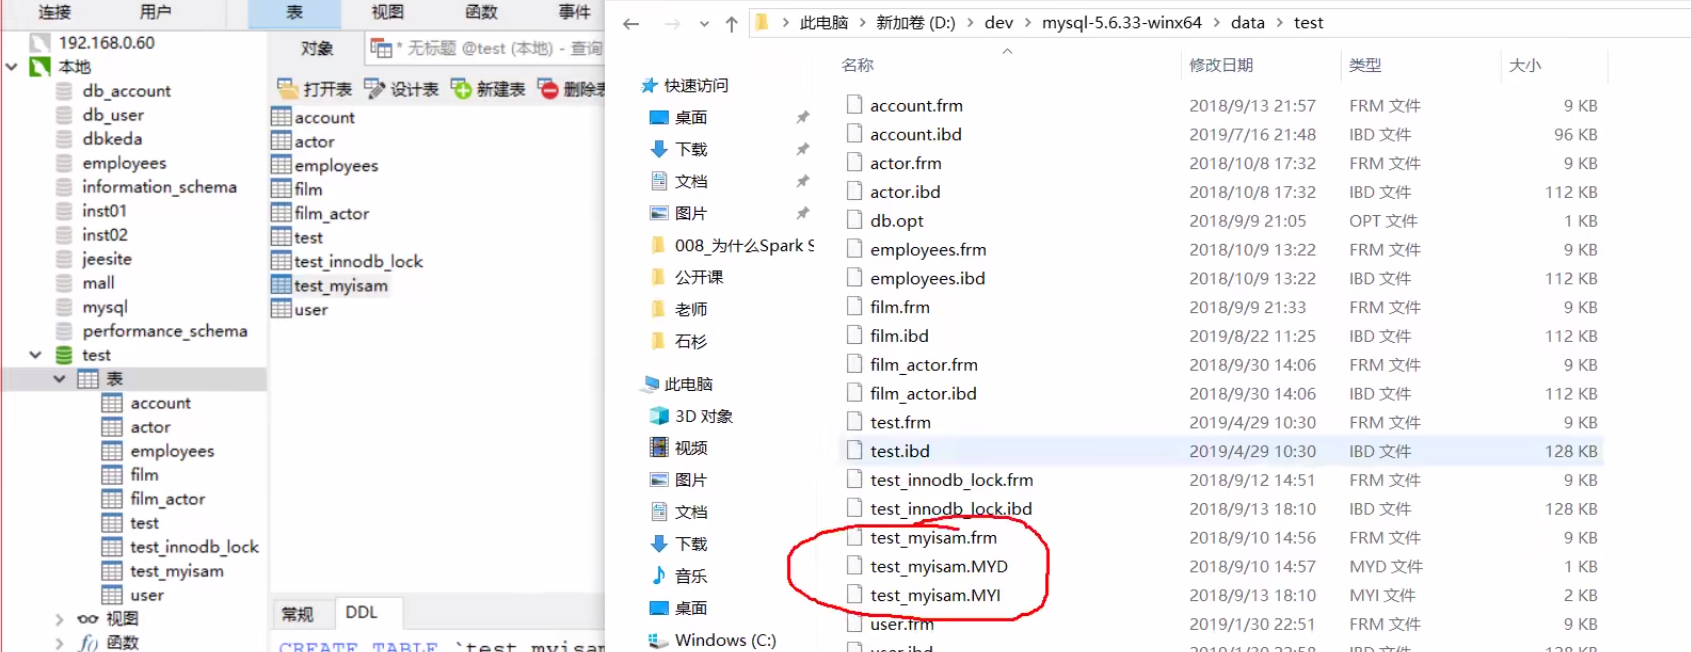 连接 用户 表 视图 函数 事件
192.168.0.60
本地
db_account
db_user
dbkeda
employees
information_schema
inst01
inst02
jeesite
mall
mysql
performance_schema
test
表
account
actor
employees
film
film_actor
test
test_innodb_lock
test_myisam
user
视图
函数
对象 * 无标题 @test (本地) - 查询
打开表 设计表 新建表 删除表
account
actor
employees
film
film_actor
test
test_innodb_lock
test_myisam
user
常规 DDL
CREATE TABLE `test_myisam
此电脑 新加卷 (D:) dev mysql-5.6.33-winx64 data test
快速访问
桌面
下载
文档
图片
008_为什么Spark S
公开课
老师
石杉
此电脑
3D 对象
视频
图片
文档
下载
音乐
桌面
Windows (C:)
名称 修改日期 类型 大小
account.frm 2018/9/13 21:57 FRM 文件 9 KB
account.ibd 2019/7/16 21:48 IBD 文件 96 KB
actor.frm 2018/10/8 17:32 FRM 文件 9 KB
actor.ibd 2018/10/8 17:32 IBD 文件 112 KB
db.opt 2018/9/9 21:05 OPT 文件 1 KB
employees.frm 2018/10/9 13:22 FRM 文件 9 KB
employees.ibd 2018/10/9 13:22 IBD 文件 112 KB
film.frm 2018/9/9 21:33 FRM 文件 9 KB
film.ibd 2019/8/22 11:25 IBD 文件 112 KB
film_actor.frm 2018/9/30 14:06 FRM 文件 9 KB
film_actor.ibd 2018/9/30 14:06 IBD 文件 112 KB
test.frm 2019/4/29 10:30 FRM 文件 9 KB
test.ibd 2019/4/29 10:30 IBD 文件 128 KB
test_innodb_lock.frm 2018/9/12 14:51 FRM 文件 9 KB
test_innodb_lock.ibd 2018/9/13 18:10 IBD 文件 128 KB
test_myisam.frm 2018/9/10 14:56 FRM 文件 9 KB
test_myisam.MYD 2018/9/10 14:57 MYD 文件 1 KB
test_myisam.MYI 2018/9/13 18:10 MYI 文件 2 KB
user.frm 2019/1/30 22:51 FRM 文件 9 KB
user.ibd 2019/1/30 22:58 IBD 文件 128 KB